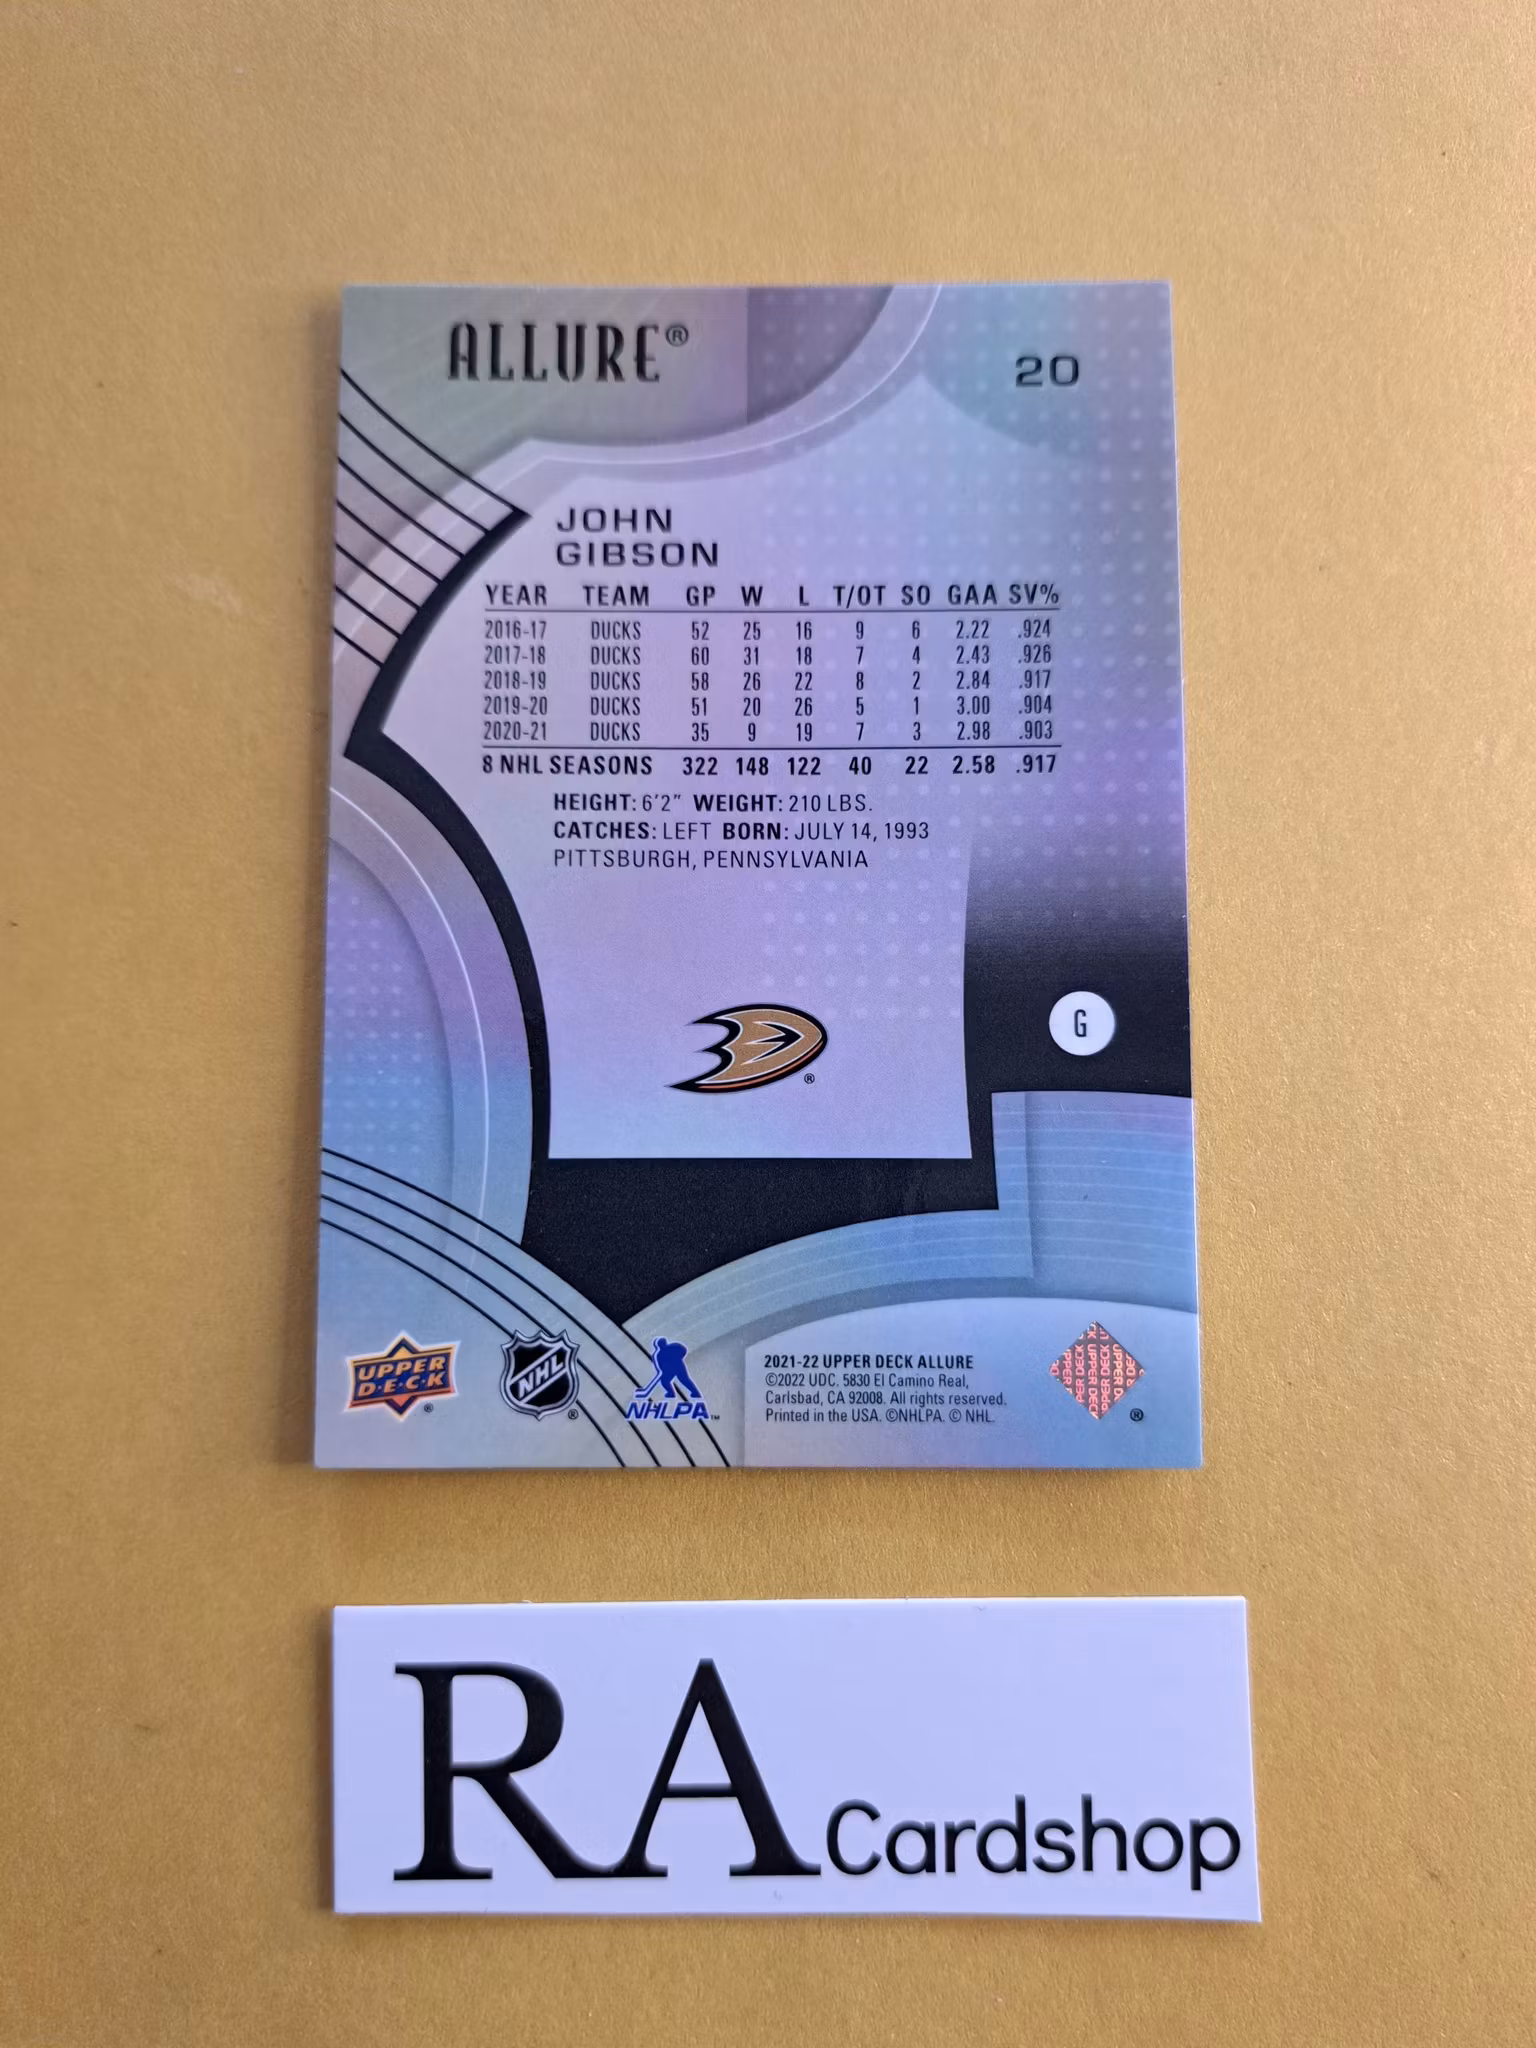 ALLURE®
20
JOHN
GIBSON
YEAR TEAM GP W L T/OT SO GAA SV%
2016-17 DUCKS 52 25 16 9 6 2.22 .924
2017-18 DUCKS 60 31 18 7 4 2.43 .926
2018-19 DUCKS 58 26 22 8 2 2.84 .917
2019-20 DUCKS 51 20 26 5 1 3.00 .904
2020-21 DUCKS 35 9 19 7 3 2.98 .903
8 NHL SEASONS 322 148 122 40 22 2.58 .917
HEIGHT: 6'2" WEIGHT: 210 LBS.
CATCHES: LEFT BORN: JULY 14, 1993
PITTSBURGH, PENNSYLVANIA
®
G
UPPER
D·E·C·K
®
NHL
®
NHLPA™
2021-22 UPPER DECK ALLURE
©2022 UDC. 5830 El Camino Real,
Carlsbad, CA 92008. All rights reserved.
Printed in the USA. ©NHLPA. © NHL.
UPPER DECK
®
RA Cardshop